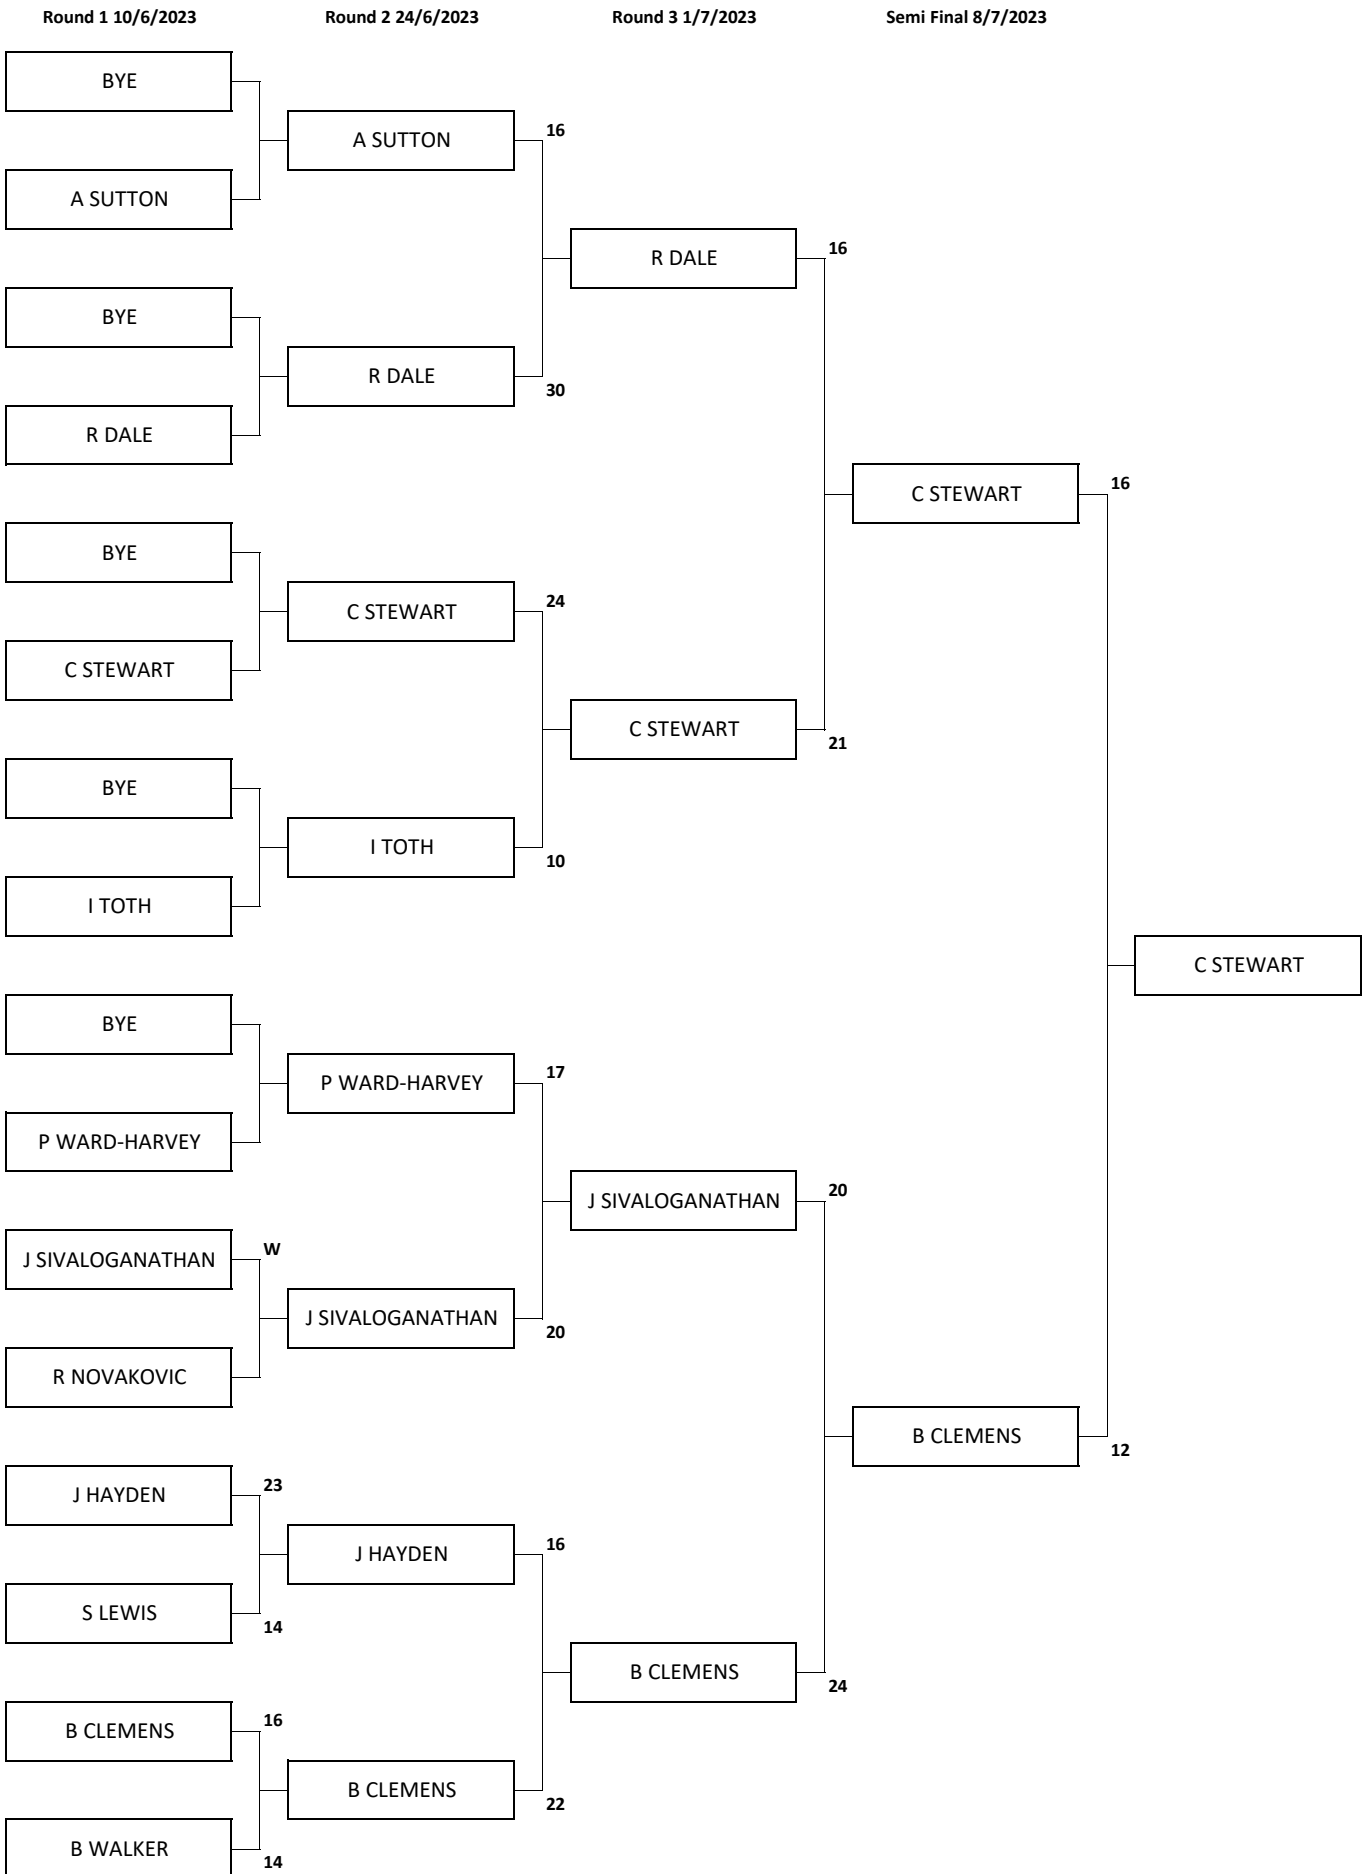 Round 1 10/6/2023
Round 2 24/6/2023
Round 3 1/7/2023
Semi Final 8/7/2023
BYE
A SUTTON
BYE
R DALE
BYE
C STEWART
BYE
I TOTH
BYE
P WARD-HARVEY
J SIVALOGANATHAN
W
R NOVAKOVIC
J HAYDEN
23
S LEWIS
14
B CLEMENS
16
B WALKER
14
A SUTTON
16
R DALE
30
C STEWART
24
I TOTH
10
P WARD-HARVEY
17
J SIVALOGANATHAN
20
J HAYDEN
16
B CLEMENS
22
R DALE
16
C STEWART
21
J SIVALOGANATHAN
20
B CLEMENS
24
C STEWART
16
B CLEMENS
12
C STEWART